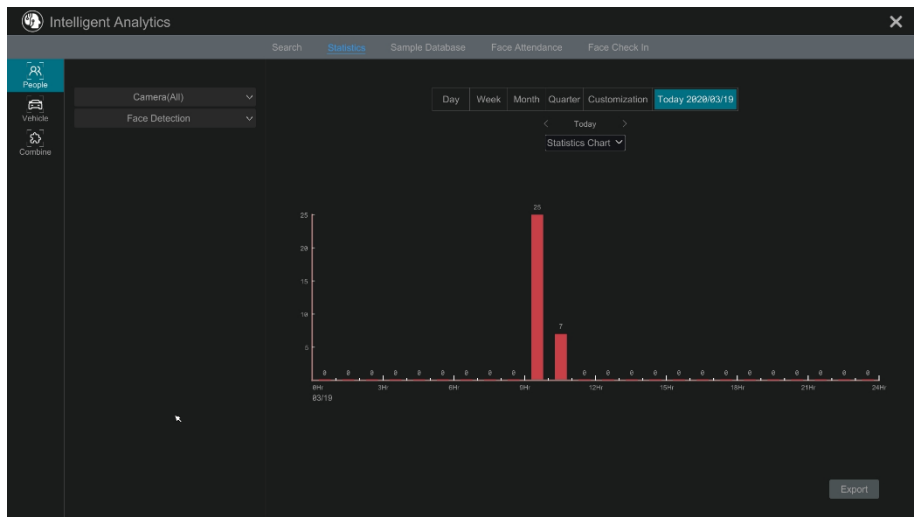 Intelligent Analytics
Search Statistics Sample Database Face Attendance Face Check In
People
Vehicle
Combine
Camera(All)
Face Detection
Day Week Month Quarter Customization Today 2020/03/19
Today
Statistics Chart
25
20
15
10
5
0 0 0 0 0 0 0 0 0 25 7 0 0 0 0 0 0 0 0 0 0 0 0 0
0Hr 3Hr 6Hr 9Hr 12Hr 15Hr 18Hr 21Hr 24Hr
03/19
Export